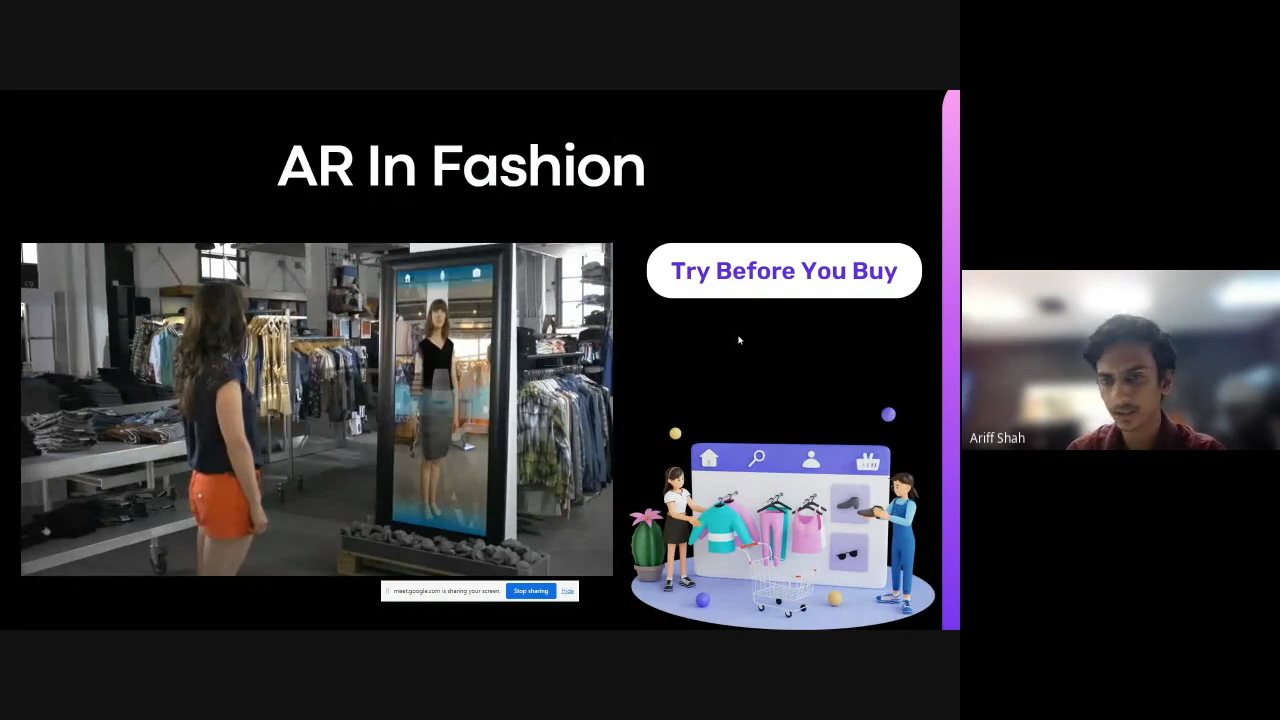 AR In Fashion
Try Before You Buy
Ariff Shah
meet.google.com is sharing your screen.
Stop sharing
Hide